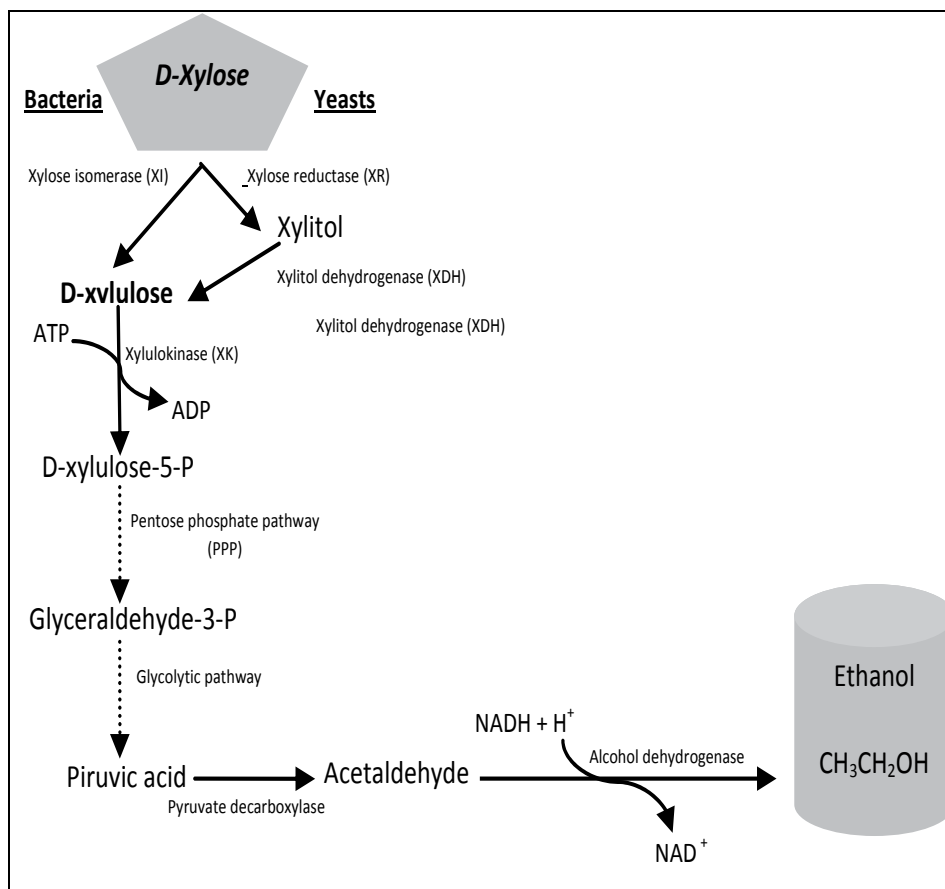 D-Xylose
Bacteria
Yeasts
Xylose isomerase (XI)
_Xylose reductase (XR)
Xylitol
Xylitol dehydrogenase (XDH)
D-xvlulose
Xylitol dehydrogenase (XDH)
ATP
Xylulokinase (XK)
ADP
D-xylulose-5-P
Pentose phosphate pathway
(PPP)
Glyceraldehyde-3-P
Glycolytic pathway
Piruvic acid
Pyruvate decarboxylase
Acetaldehyde
NADH + H⁺
Alcohol dehydrogenase
NAD⁺
Ethanol
CH₃CH₂OH